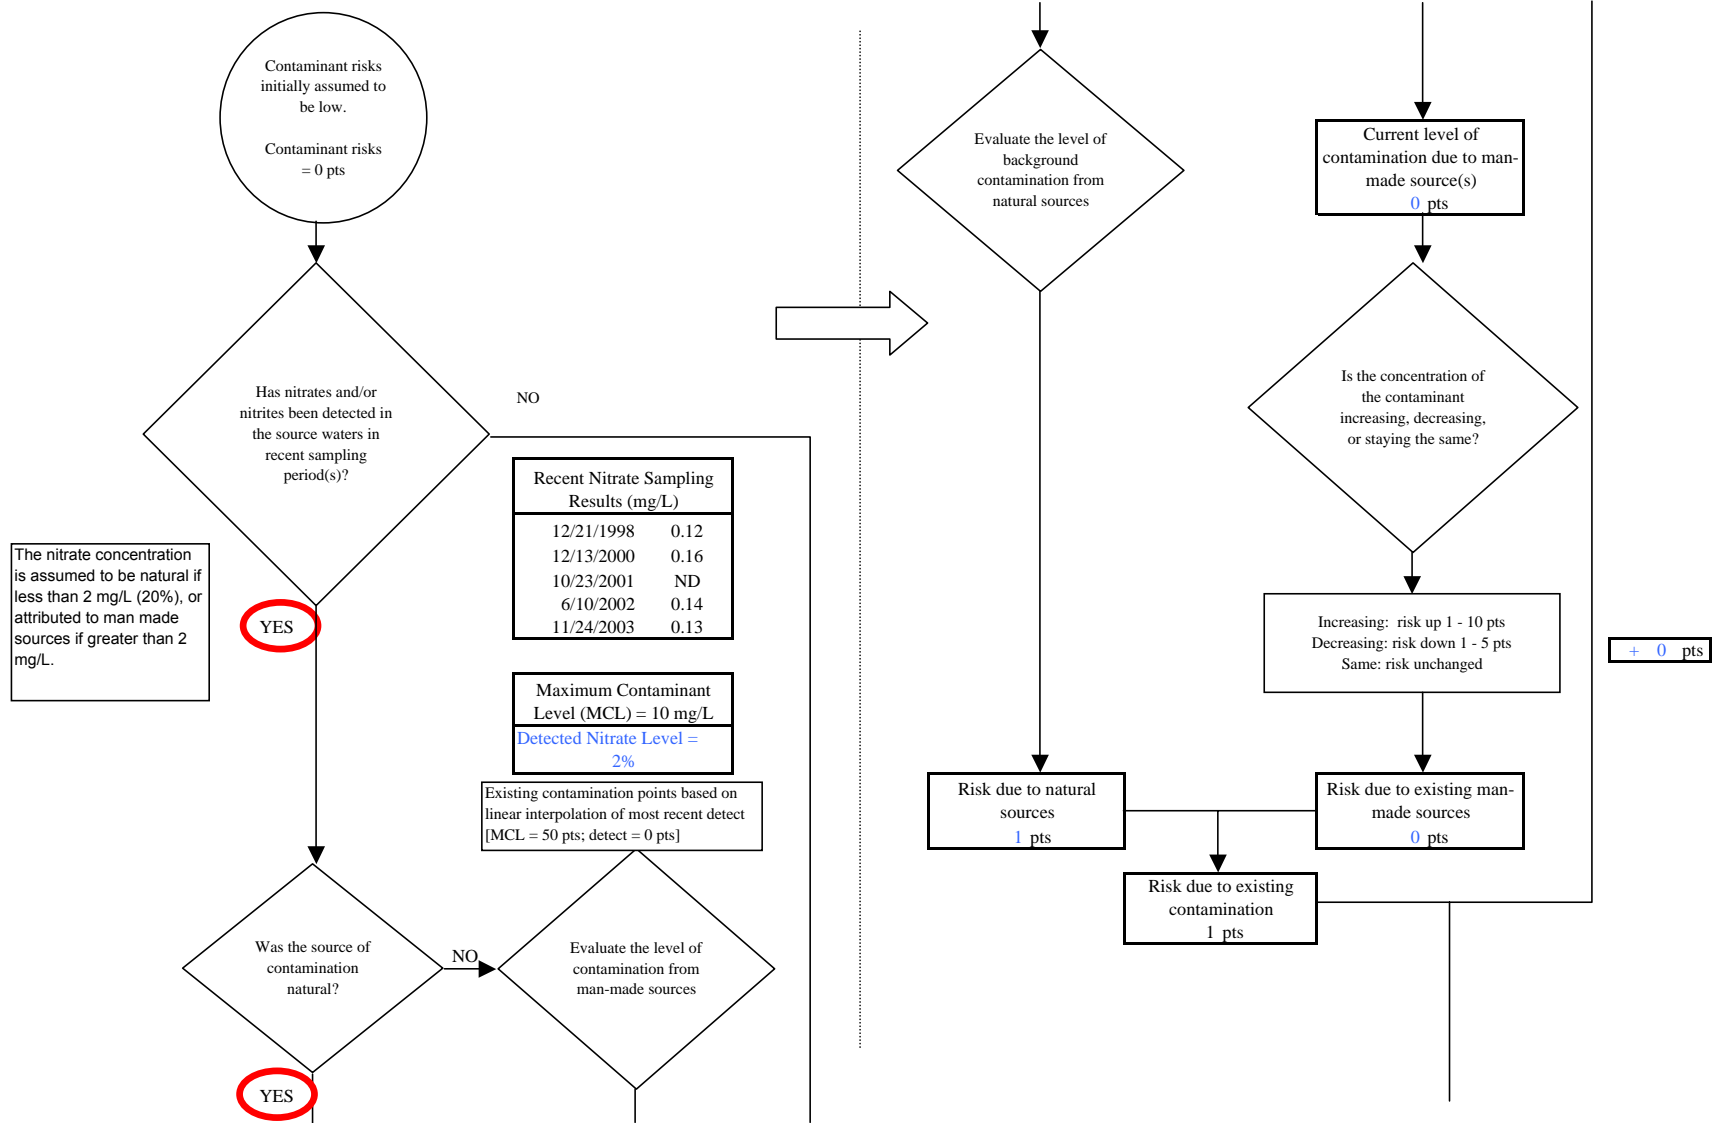 Contaminant risks
initially assumed to
be low.
Contaminant risks
= 0 pts
Has nitrates and/or
nitrites been detected in
the source waters in
recent sampling
period(s)?
NO
Recent Nitrate Sampling
Results (mg/L)
12/21/1998 0.12
12/13/2000 0.16
10/23/2001 ND
6/10/2002 0.14
11/24/2003 0.13
The nitrate concentration
is assumed to be natural if
less than 2 mg/L (20%), or
attributed to man made
sources if greater than 2
mg/L.
YES
Maximum Contaminant
Level (MCL) = 10 mg/L
Detected Nitrate Level =
2%
Existing contamination points based on
linear interpolation of most recent detect
[MCL = 50 pts; detect = 0 pts]
Was the source of
contamination
natural?
NO
Evaluate the level of
contamination from
man-made sources
YES
Evaluate the level of
background
contamination from
natural sources
Current level of
contamination due to man-
made source(s)
0 pts
Is the concentration of
the contaminant
increasing, decreasing,
or staying the same?
Increasing: risk up 1 - 10 pts
Decreasing: risk down 1 - 5 pts
Same: risk unchanged
+ 0 pts
Risk due to natural
sources
1 pts
Risk due to existing man-
made sources
0 pts
Risk due to existing
contamination
1 pts